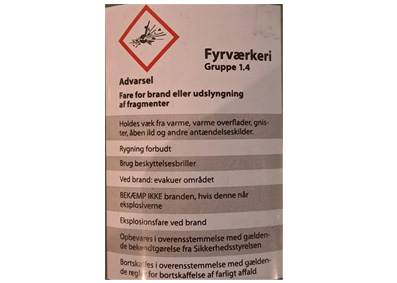 Fyrværkeri
Gruppe 1.4
Advarsel
Fare for brand eller udslyngning
af fragmenter
Holdes væk fra varme, varme overflader, gnis-
ter, åben ild og andre antændelseskilder.
Rygning forbudt
Brug beskyttelsesbriller
Ved brand: evakuer området
BEKÆMP IKKE branden, hvis denne når
eksplosiverne
Eksplosionsfare ved brand
Opbevares i overensstemmelse med gælden-
de bekendtgørelse fra Sikkerhedsstyrelsen
Bortskaffes i overensstemmelse med gælden-
de regler for bortskaffelse af farligt affald